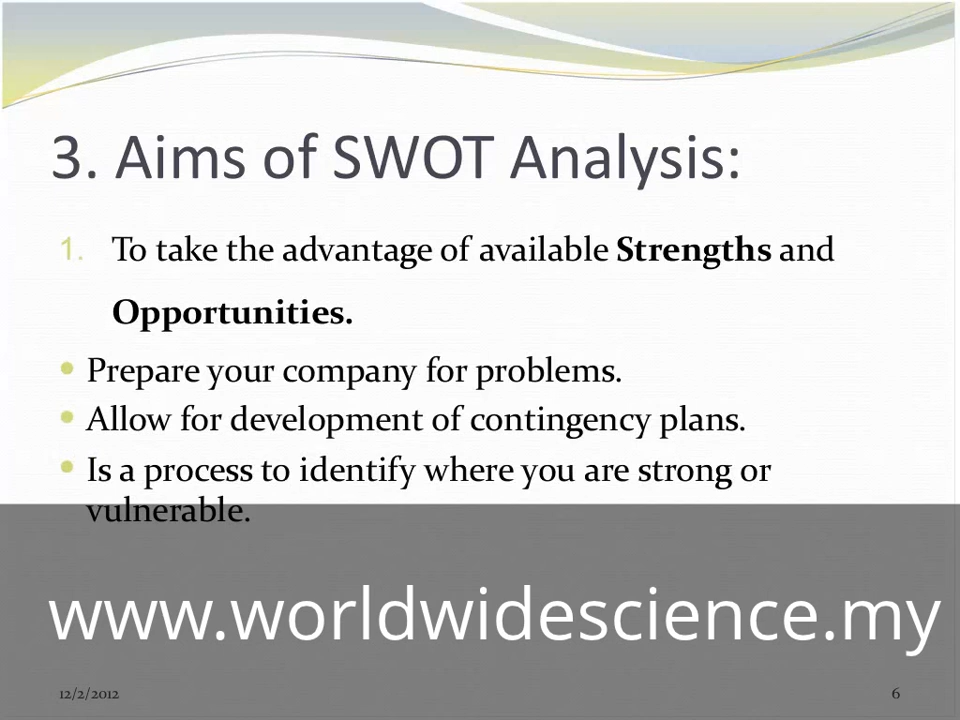 3. Aims of SWOT Analysis:
1. To take the advantage of available Strengths and
Opportunities.
• Prepare your company for problems.
• Allow for development of contingency plans.
• Is a process to identify where you are strong or
vulnerable.
www.worldwidescience.my
12/2/2012 6